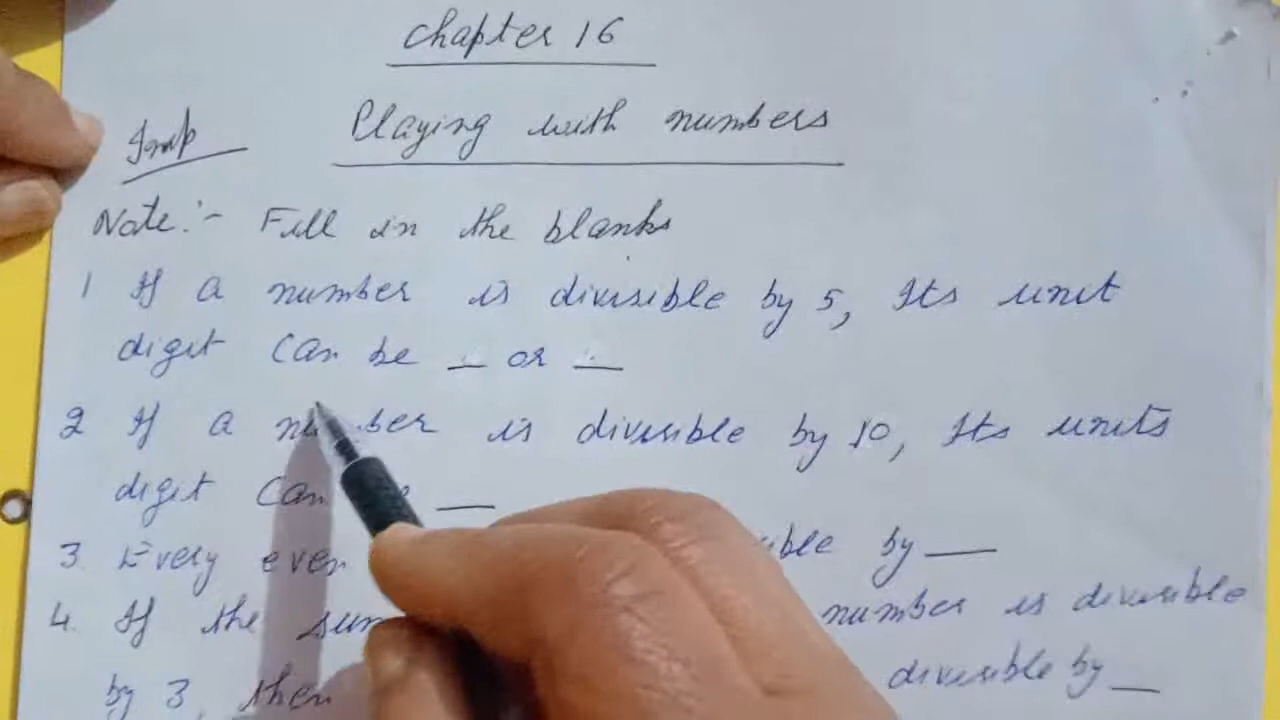 Chapter 16
Playing with numbers
Imp
Note:- Fill in the blanks
1 If a number is divisible by 5, Its unit
digit can be __ or __
2 If a number is divisible by 10, Its units
digit can __
3 Every even by __
4. If the sum number is divisible
by 3, then divisible by __